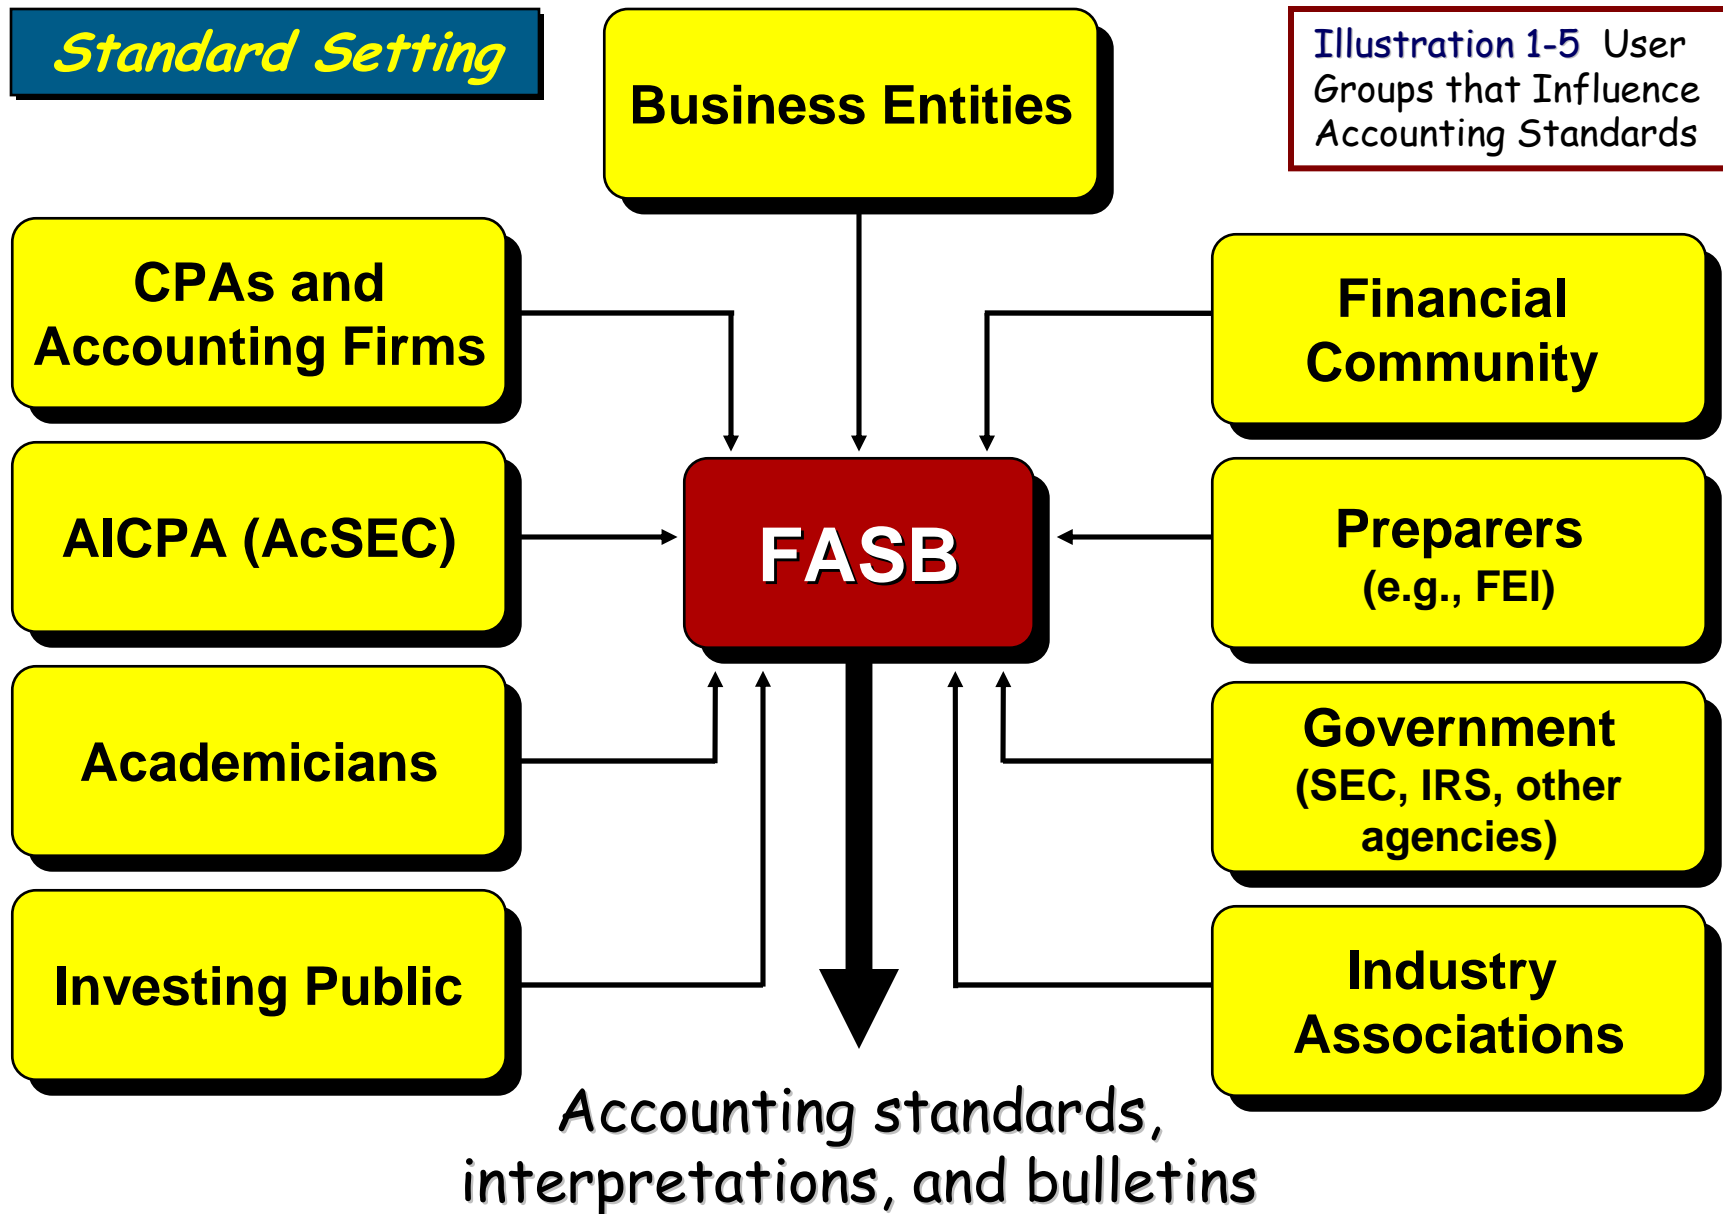 Standard Setting
Business Entities
Illustration 1-5 User
Groups that Influence
Accounting Standards
CPAs and
Accounting Firms
Financial
Community
AICPA (AcSEC)
FASB
Preparers
(e.g., FEI)
Academicians
Government
(SEC, IRS, other
agencies)
Investing Public
Industry
Associations
Accounting standards,
interpretations, and bulletins